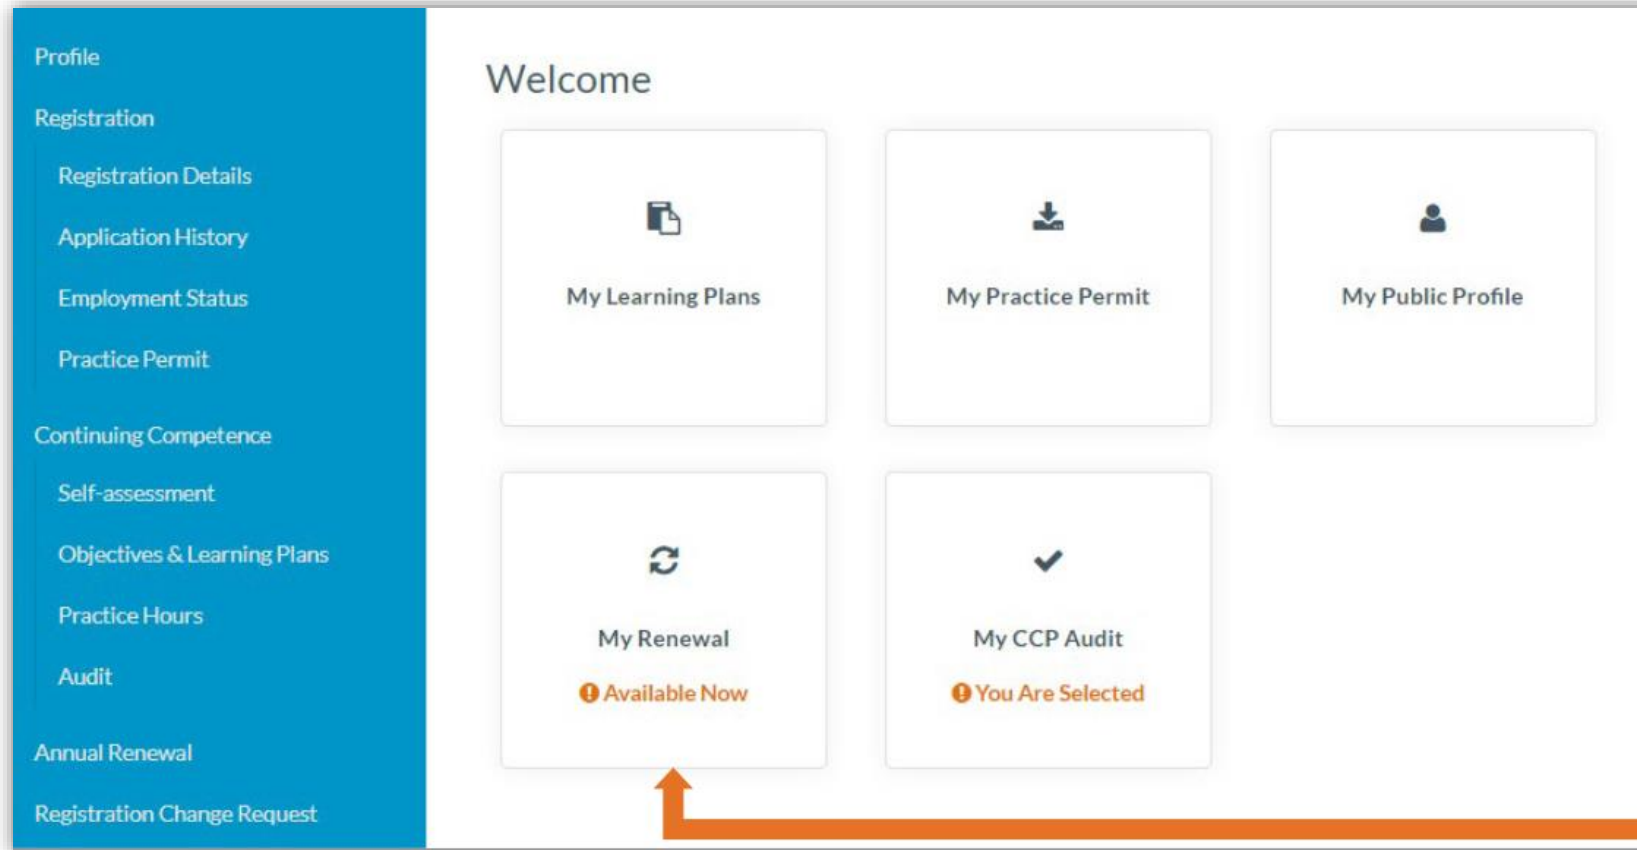 Profile
Registration
Registration Details
Application History
Employment Status
Practice Permit
Continuing Competence
Self-assessment
Objectives & Learning Plans
Practice Hours
Audit
Annual Renewal
Registration Change Request
Welcome
My Learning Plans
My Practice Permit
My Public Profile
My Renewal
Available Now
My CCP Audit
You Are Selected